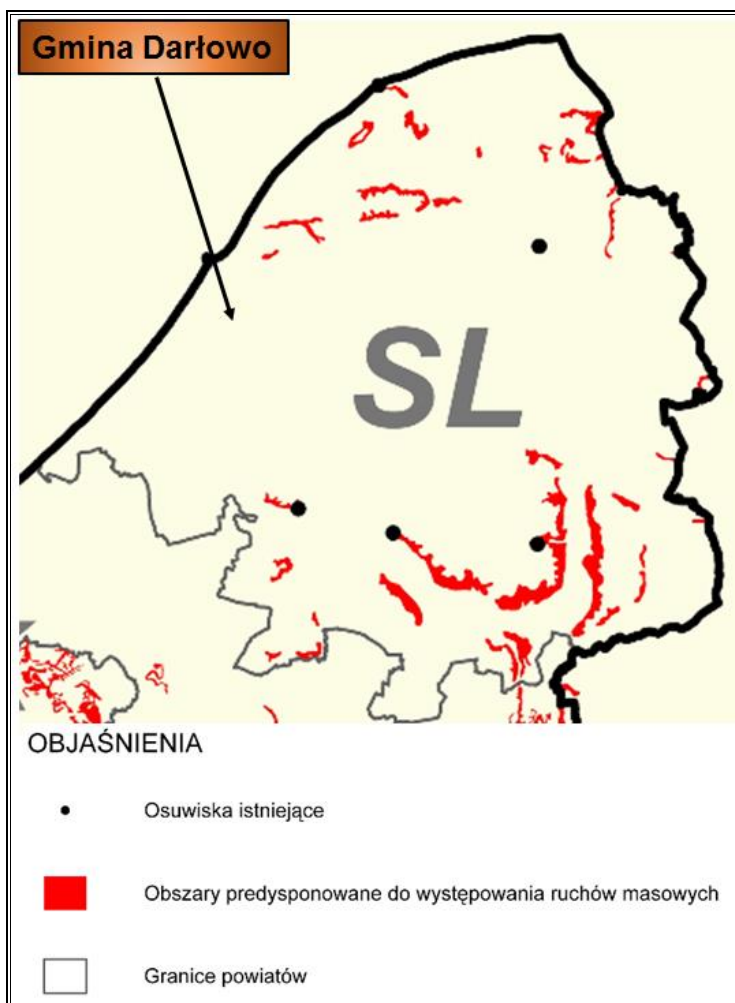 Gmina Darłowo
SL
OBJAŚNIENIA
Osuwiska istniejące
Obszary predysponowane do występowania ruchów masowych
Granice powiatów